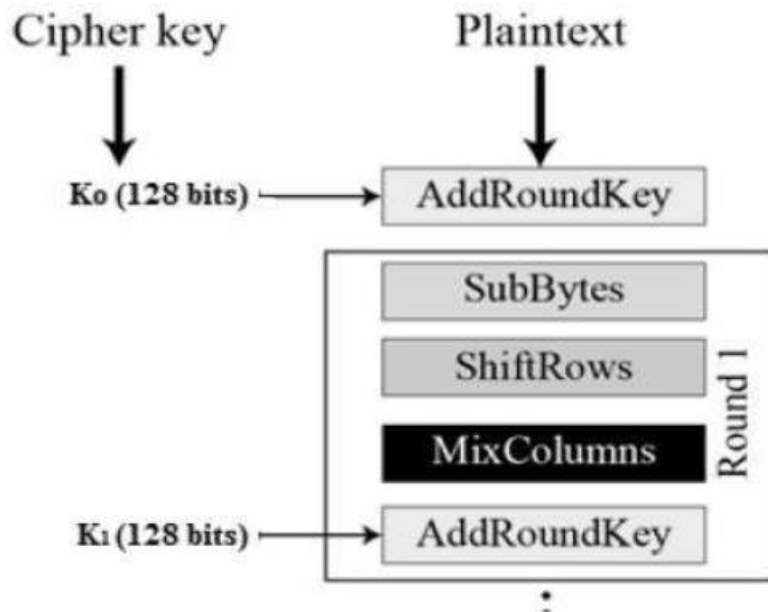 Cipher key
Plaintext
K0 (128 bits)
AddRoundKey
SubBytes
ShiftRows
MixColumns
Round 1
K1 (128 bits)
AddRoundKey